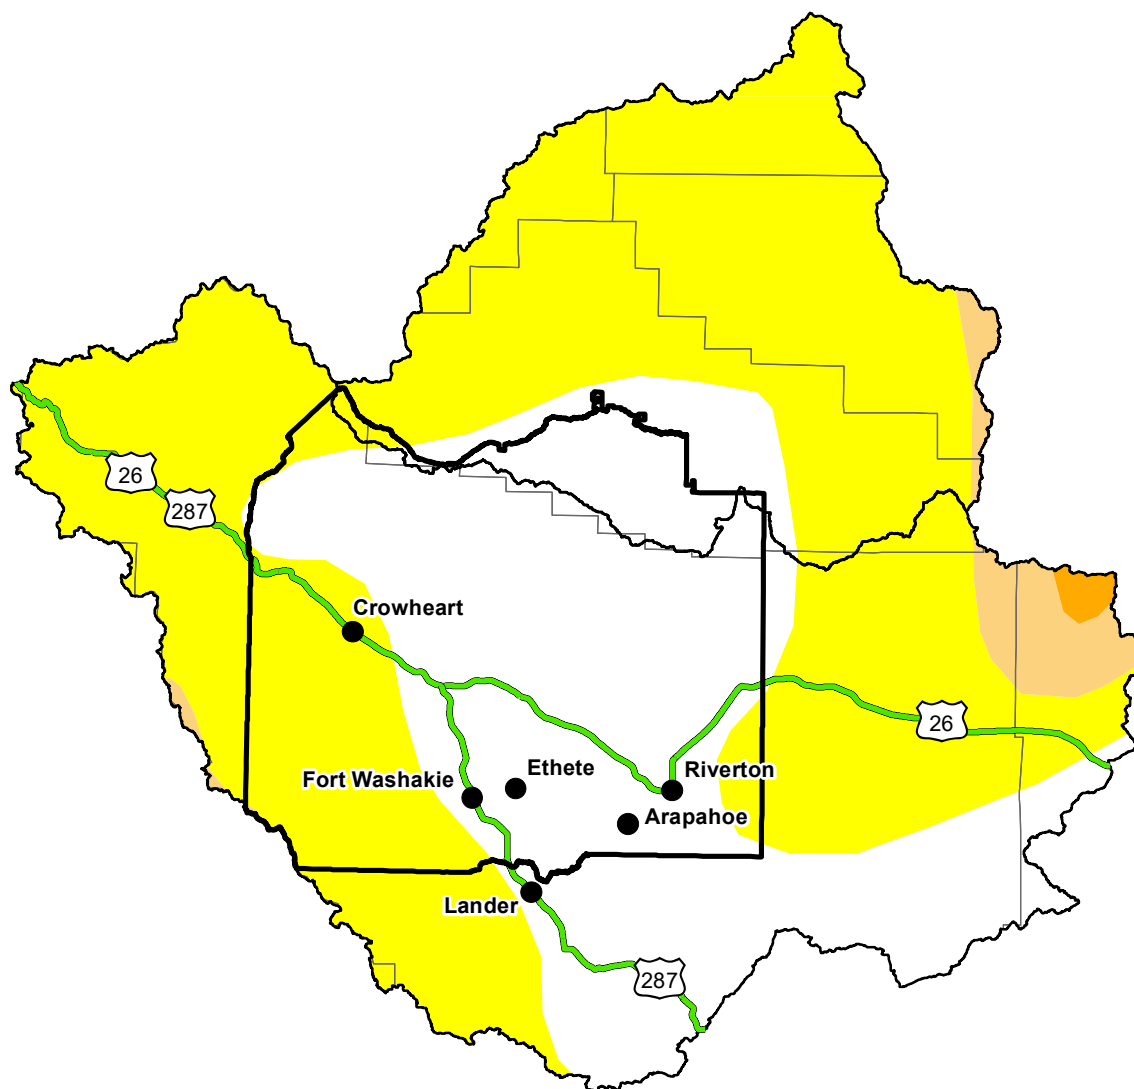 26
287
Crowheart
26
Ethete
Riverton
Fort Washakie
Arapahoe
Lander
287